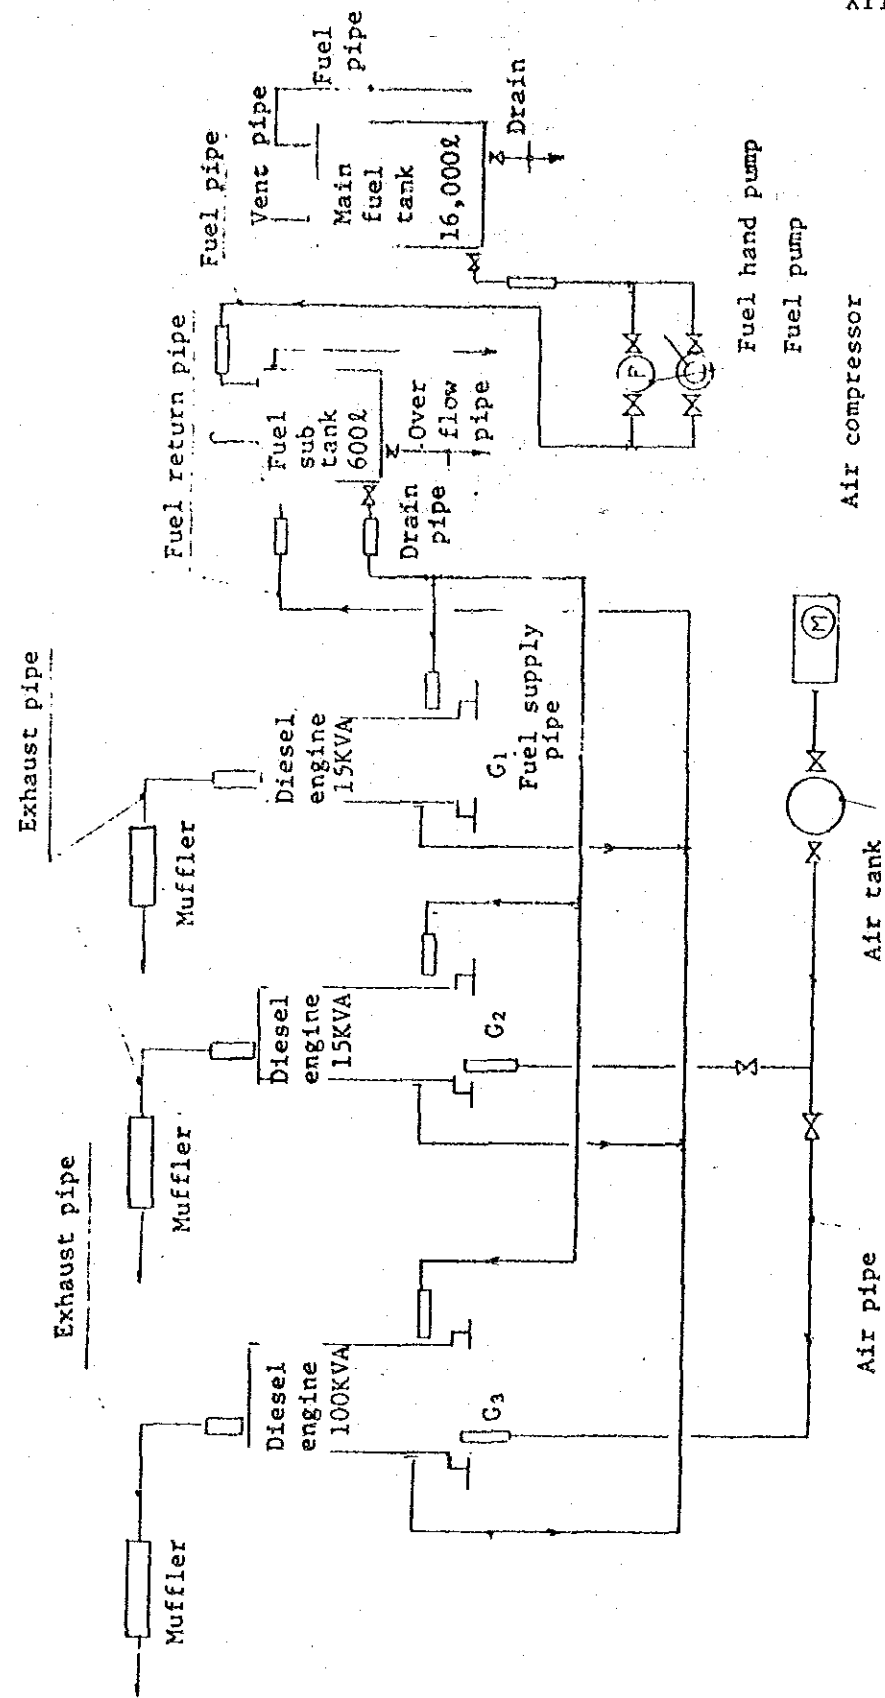 XII
Fuel
pipe
Vent pipe
Fuel pipe
Fuel return pipe
Main
fuel
tank
16,000ℓ
Drain
Fuel
sub
tank
600ℓ
Over
flow
pipe
Drain
pipe
F
Fuel hand pump
Fuel pump
Air compressor
M
Exhaust pipe
Muffler
Diesel
engine
15KVA
G₁
Fuel supply
pipe
Muffler
Diesel
engine
15KVA
G₂
Exhaust pipe
Muffler
Diesel
engine
100KVA
G₃
Air tank
Air pipe